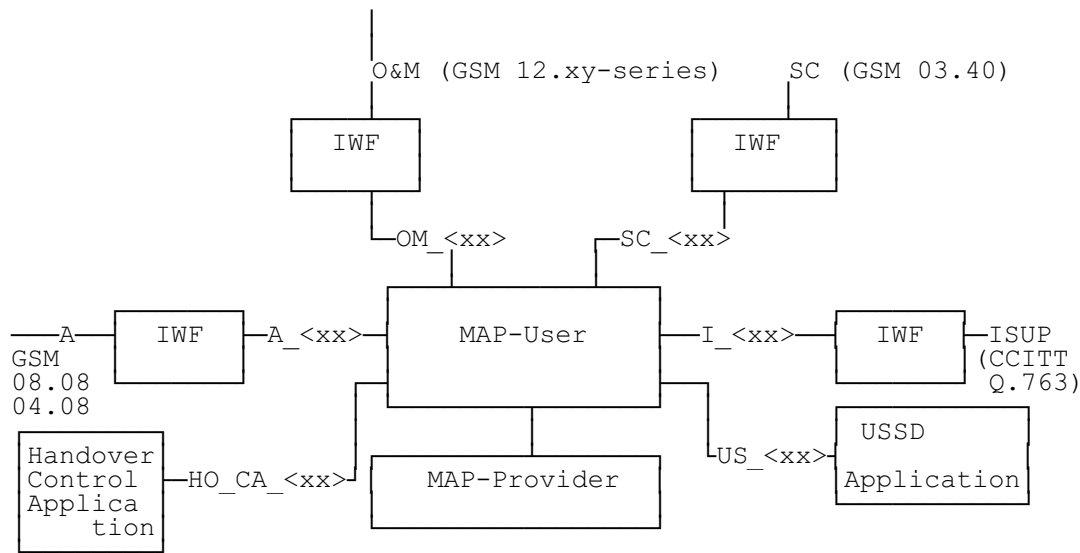 O&M (GSM 12.xy-series)
SC (GSM 03.40)
IWF
IWF
OM_<xx>
SC_<xx>
A
IWF
A_<xx>
MAP-User
I_<xx>
IWF
ISUP
GSM
08.08
04.08
(CCITT
Q.763)
Handover
Control
Applica
tion
HO_CA_<xx>
MAP-Provider
US_<xx>
USSD
Application